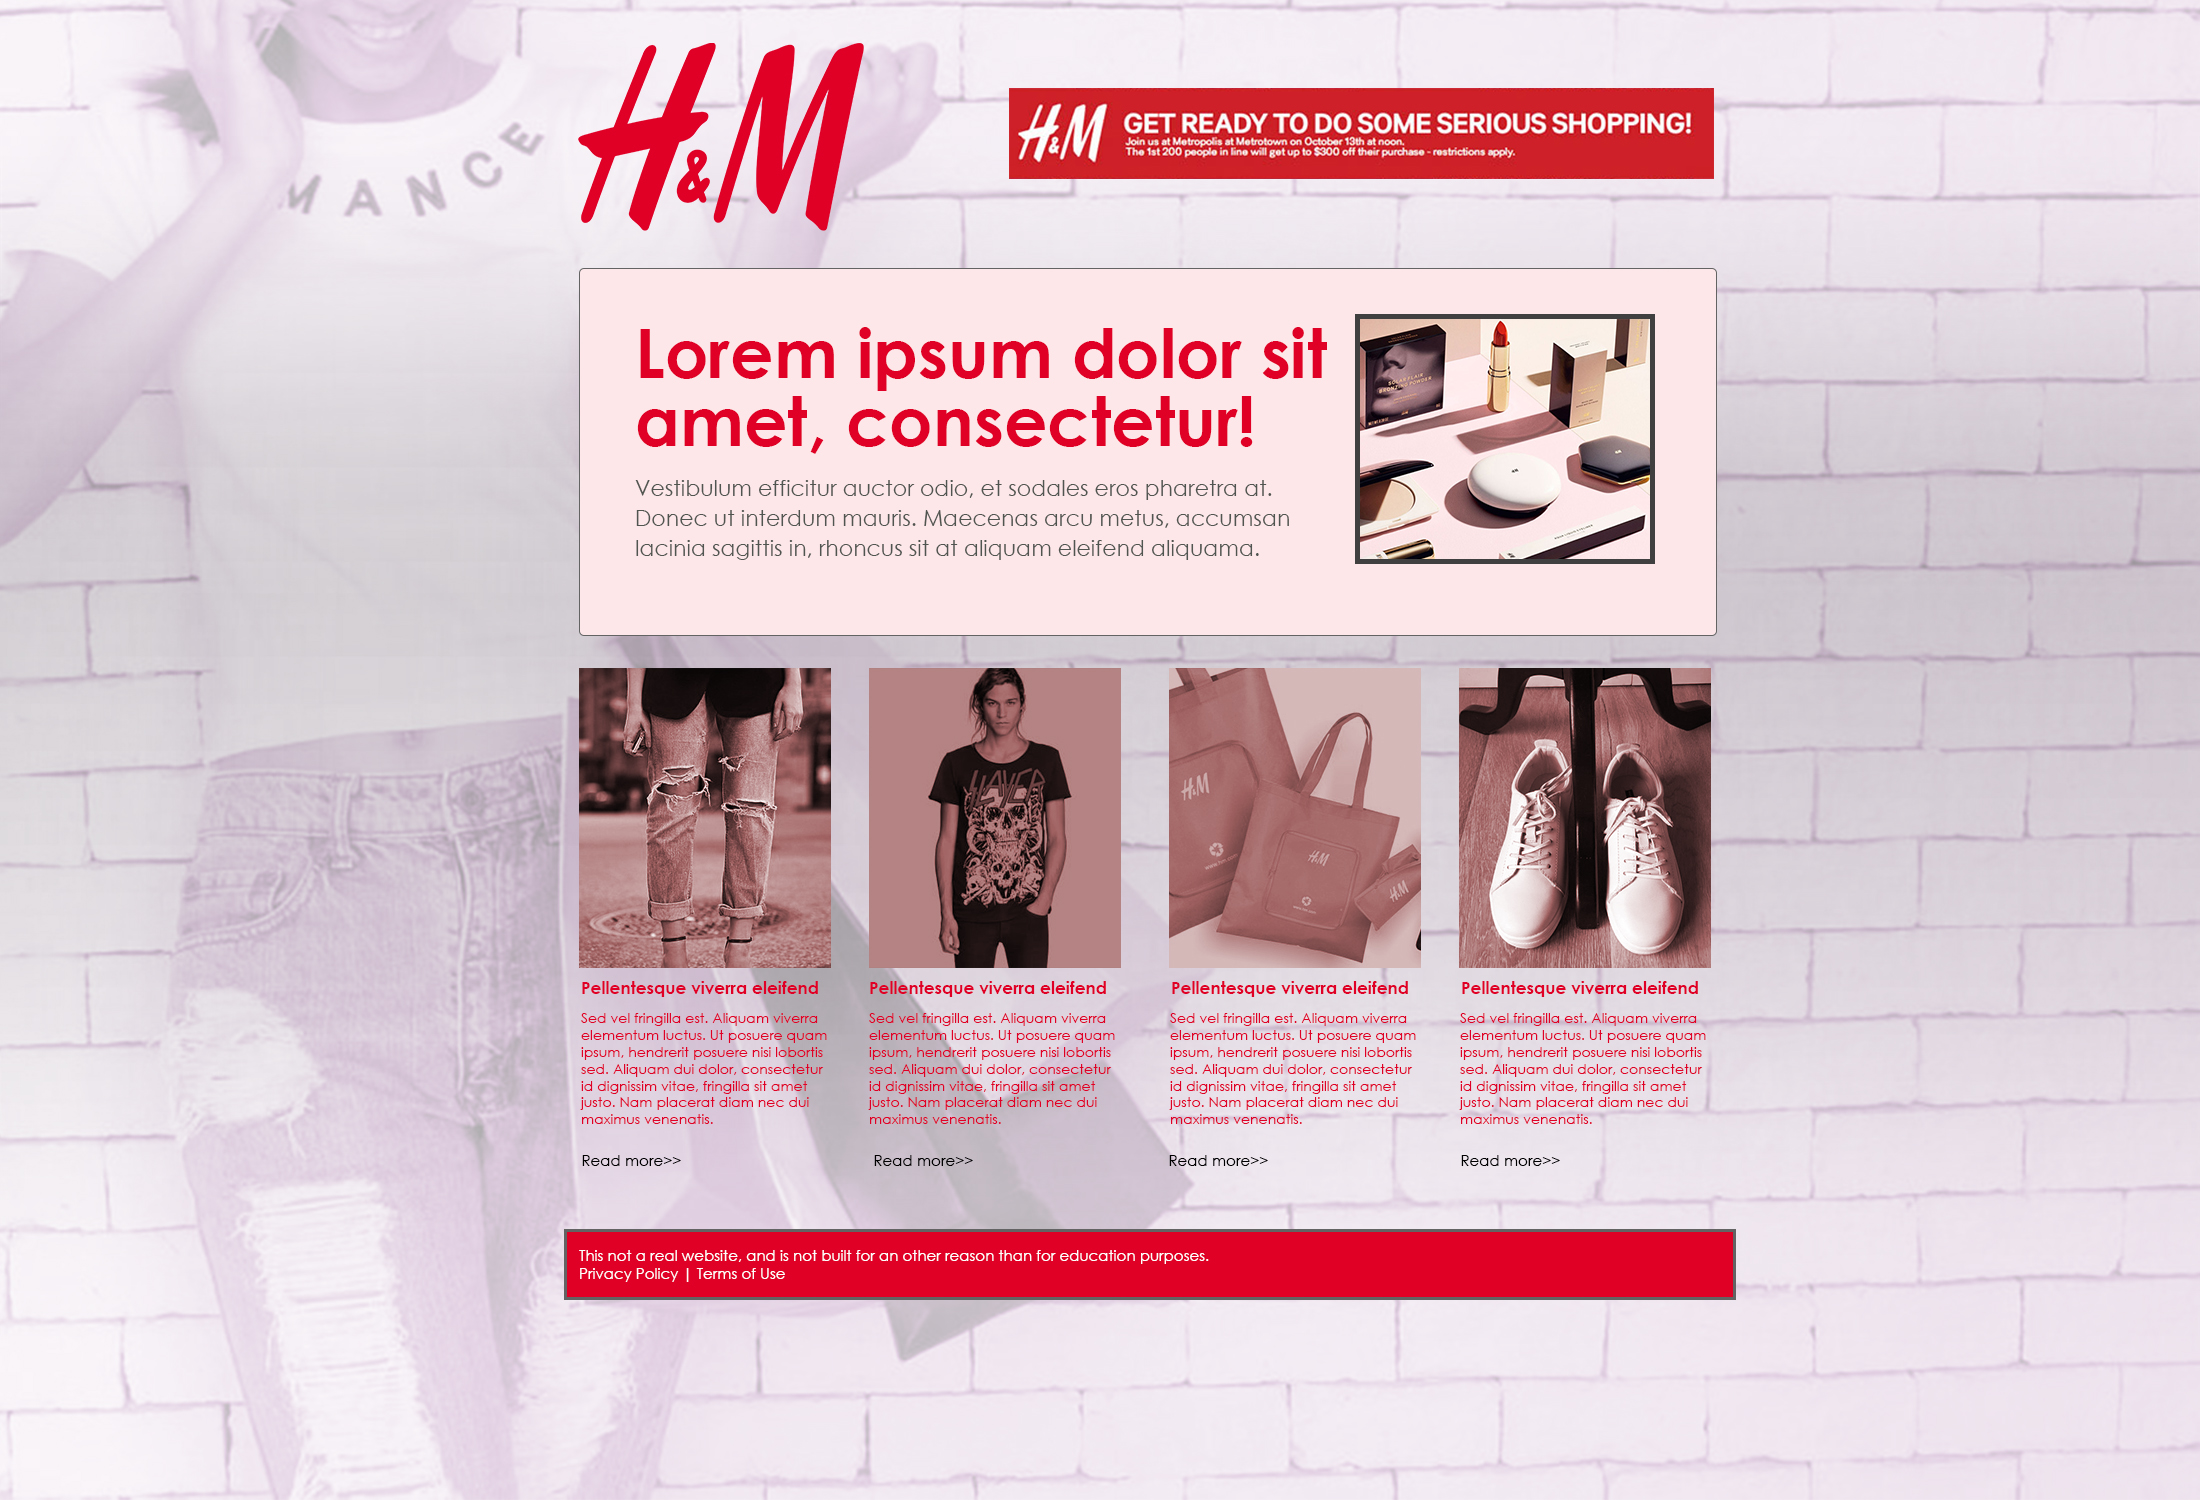 MANCE
H&M
H&M GET READY TO DO SOME SERIOUS SHOPPING!
Join us at Metropolis at Metrotown on October 13th at noon.
The 1st 200 people in line will get up to $300 off their purchase - restrictions apply.
Lorem ipsum dolor sit
amet, consectetur!
Vestibulum efficitur auctor odio, et sodales eros pharetra at.
Donec ut interdum mauris. Maecenas arcu metus, accumsan
lacinia sagittis in, rhoncus sit at aliquam eleifend aliquama.
SOLAR FLAIR
BRONZING POWDER
SLAYER
H&M
H&M
H&M
Pellentesque viverra eleifend
Sed vel fringilla est. Aliquam viverra
elementum luctus. Ut posuere quam
ipsum, hendrerit posuere nisi lobortis
sed. Aliquam dui dolor, consectetur
id dignissim vitae, fringilla sit amet
justo. Nam placerat diam nec dui
maximus venenatis.
Read more>>
Pellentesque viverra eleifend
Sed vel fringilla est. Aliquam viverra
elementum luctus. Ut posuere quam
ipsum, hendrerit posuere nisi lobortis
sed. Aliquam dui dolor, consectetur
id dignissim vitae, fringilla sit amet
justo. Nam placerat diam nec dui
maximus venenatis.
Read more>>
Pellentesque viverra eleifend
Sed vel fringilla est. Aliquam viverra
elementum luctus. Ut posuere quam
ipsum, hendrerit posuere nisi lobortis
sed. Aliquam dui dolor, consectetur
id dignissim vitae, fringilla sit amet
justo. Nam placerat diam nec dui
maximus venenatis.
Read more>>
Pellentesque viverra eleifend
Sed vel fringilla est. Aliquam viverra
elementum luctus. Ut posuere quam
ipsum, hendrerit posuere nisi lobortis
sed. Aliquam dui dolor, consectetur
id dignissim vitae, fringilla sit amet
justo. Nam placerat diam nec dui
maximus venenatis.
Read more>>
This not a real website, and is not built for an other reason than for education purposes.
Privacy Policy | Terms of Use